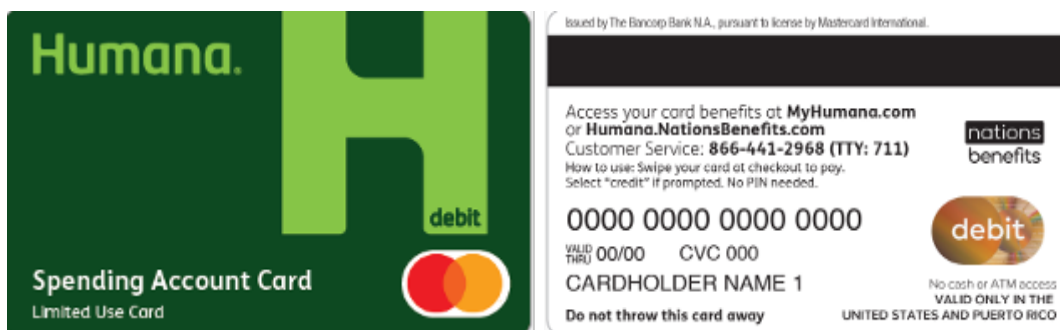 Humana.
debit
Spending Account Card
Limited Use Card
Issued by The Bancorp Bank N.A., pursuant to license by Mastercard International.
Access your card benefits at MyHumana.com
or Humana.NationsBenefits.com
Customer Service: 866-441-2968 (TTY: 711)
How to use: Swipe your card at checkout to pay.
Select "credit" if prompted. No PIN needed.
nations
benefits
0000 0000 0000 0000
debit
VALID
THRU 00/00 CVC 000
CARDHOLDER NAME 1
Do not throw this card away
No cash or ATM access
VALID ONLY IN THE
UNITED STATES AND PUERTO RICO